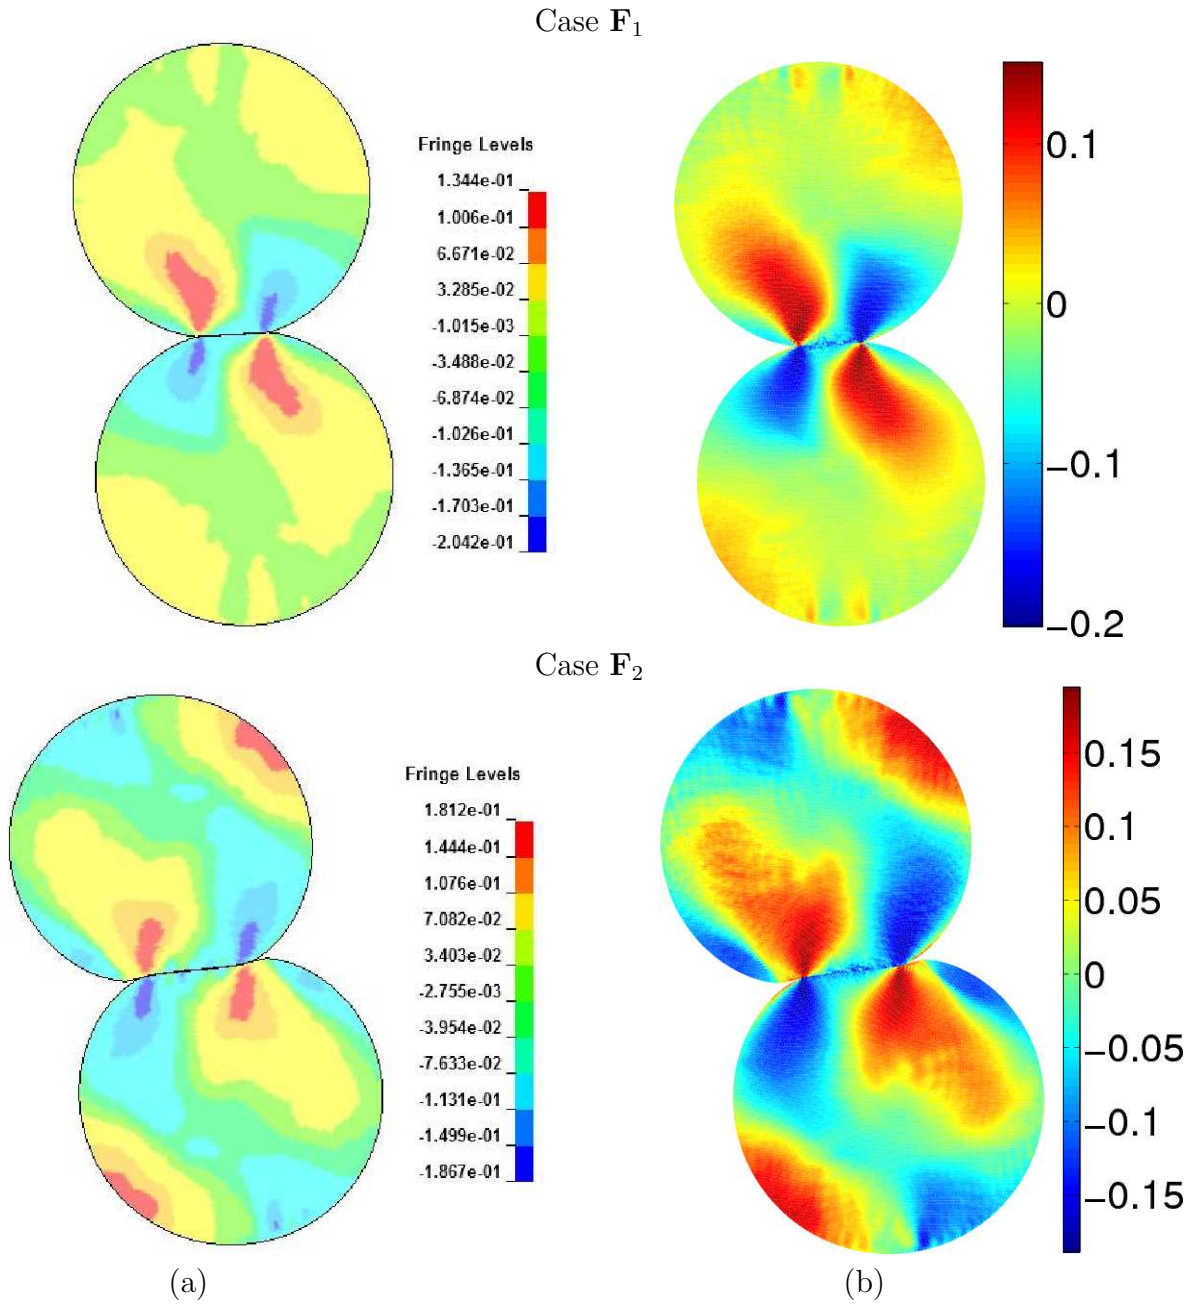 Case F₁
Fringe Levels
1.344e-01
1.006e-01
6.671e-02
3.285e-02
-1.015e-03
-3.488e-02
-6.874e-02
-1.026e-01
-1.365e-01
-1.703e-01
-2.042e-01
0.1
0
−0.1
−0.2
Case F₂
Fringe Levels
1.812e-01
1.444e-01
1.076e-01
7.082e-02
3.403e-02
-2.755e-03
-3.954e-02
-7.633e-02
-1.131e-01
-1.499e-01
-1.867e-01
0.15
0.1
0.05
0
−0.05
−0.1
−0.15
(a)
(b)